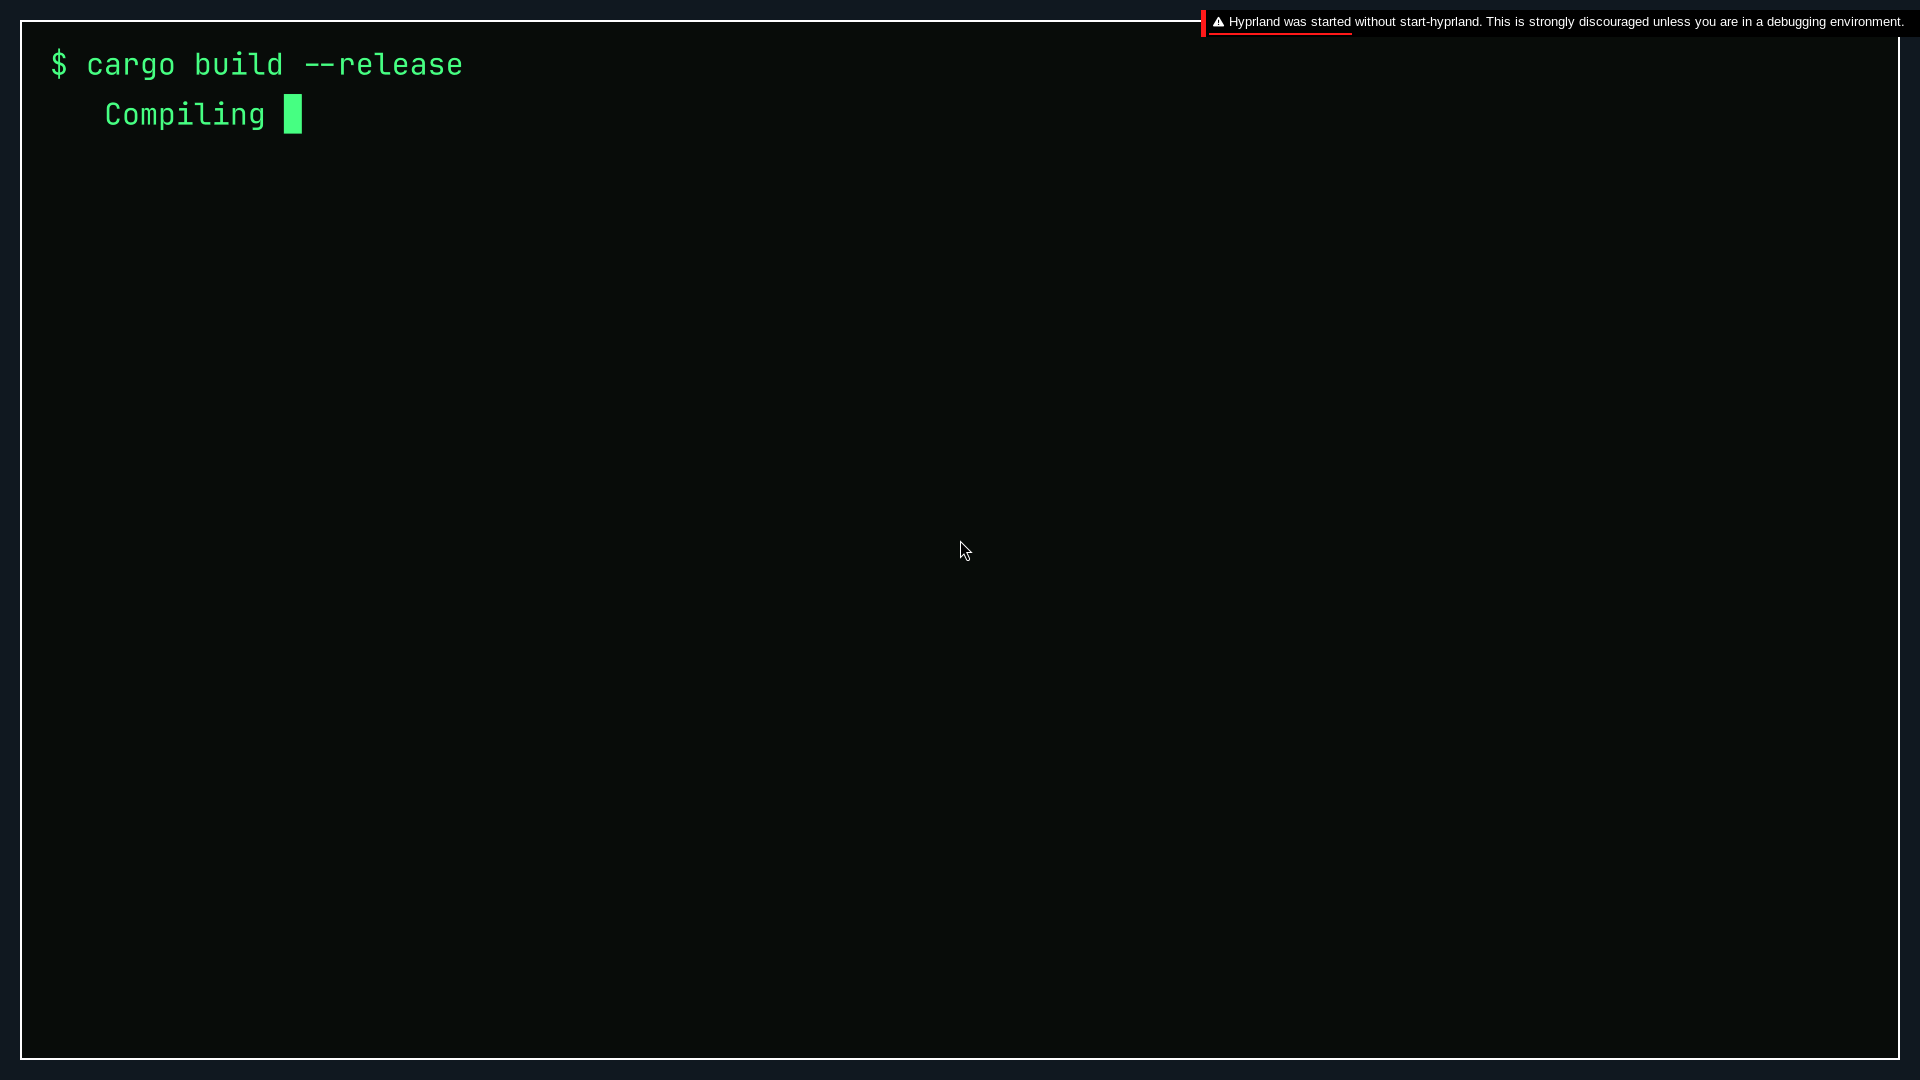 Hyprland was started without start-hyprland. This is strongly discouraged unless you are in a debugging environment.
$ cargo build --release
   Compiling